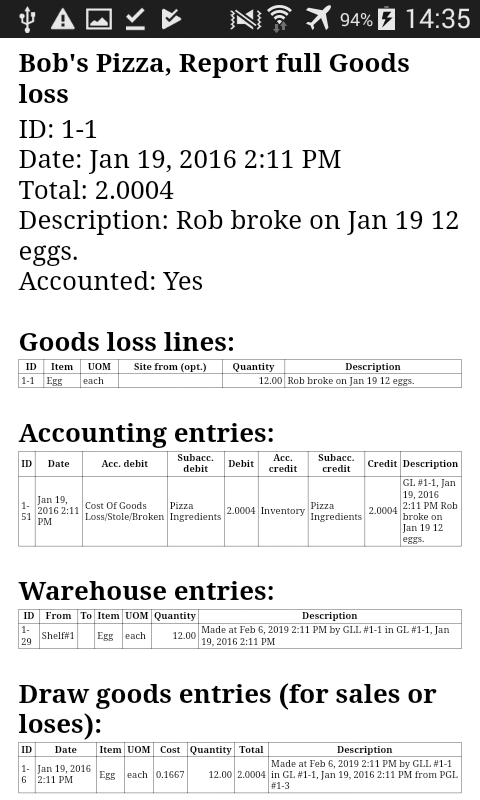 94% 14:35
Bob's Pizza, Report full Goods
loss
ID: 1-1
Date: Jan 19, 2016 2:11 PM
Total: 2.0004
Description: Rob broke on Jan 19 12
eggs.
Accounted: Yes
Goods loss lines:
ID Item UOM Site from (opt.) Quantity Description
1-1 Egg each 12.00 Rob broke on Jan 19 12 eggs.
Accounting entries:
ID Date Acc. debit Subacc. debit Debit Acc. credit Subacc. credit Credit Description
1-51 Jan 19, 2016 2:11 PM Cost Of Goods Loss/Stole/Broken Pizza Ingredients 2.0004 Inventory Pizza Ingredients 2.0004 GL #1-1, Jan 19, 2016 2:11 PM Rob broke on Jan 19 12 eggs.
Warehouse entries:
ID From To Item UOM Quantity Description
1-29 Shelf#1 Egg each 12.00 Made at Feb 6, 2019 2:11 PM by GLL #1-1 in GL #1-1, Jan 19, 2016 2:11 PM
Draw goods entries (for sales or
loses):
ID Date Item UOM Cost Quantity Total Description
1-6 Jan 19, 2016 2:11 PM Egg each 0.1667 12.00 2.0004 Made at Feb 6, 2019 2:11 PM by GLL #1-1 in GL #1-1, Jan 19, 2016 2:11 PM from PGL #1-3